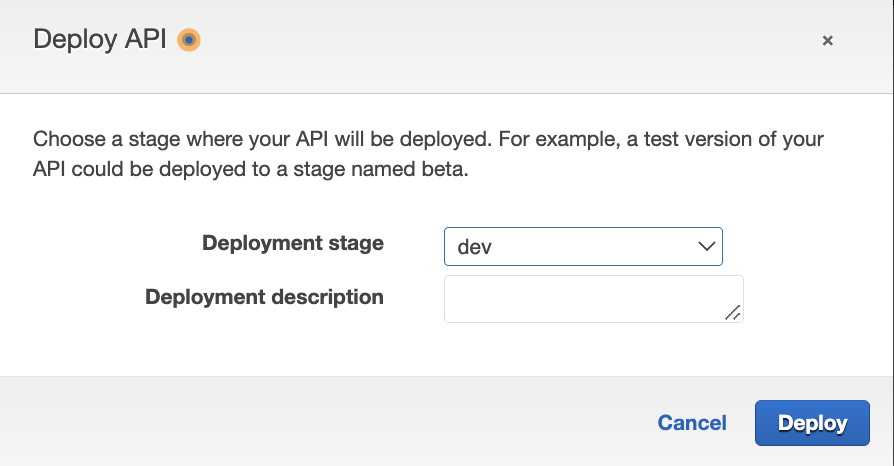 Deploy API
×
Choose a stage where your API will be deployed. For example, a test version of your
API could be deployed to a stage named beta.
Deployment stage
dev
Deployment description
Cancel
Deploy